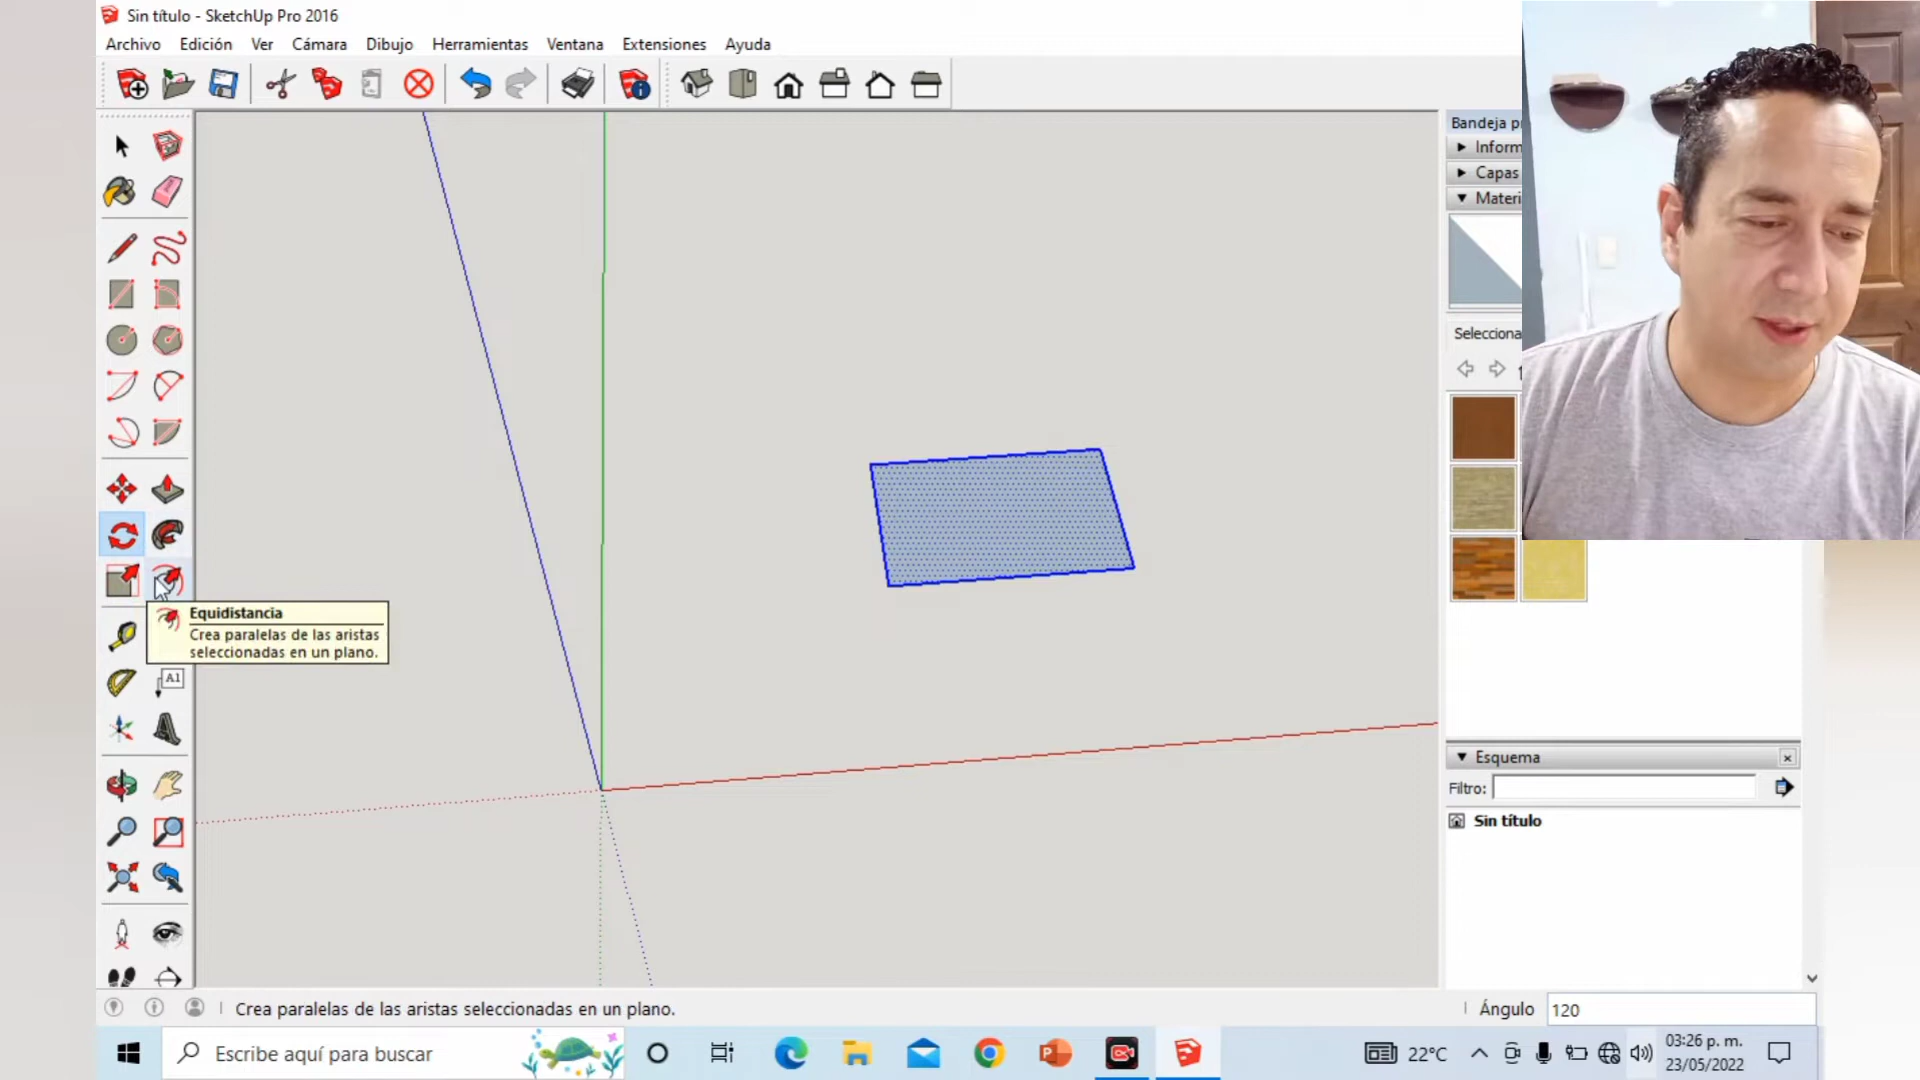 Sin título - SketchUp Pro 2016
Archivo Edición Ver Cámara Dibujo Herramientas Ventana Extensiones Ayuda
Bandeja
Capas
Selecciona
Equidistancia
Crea paralelas de las aristas
seleccionadas en un plano.
A1
Esquema
Filtro:
Sin título
Crea paralelas de las aristas seleccionadas en un plano.
Ángulo 120
Escribe aquí para buscar
22°C
03:26 p. m.
23/05/2022